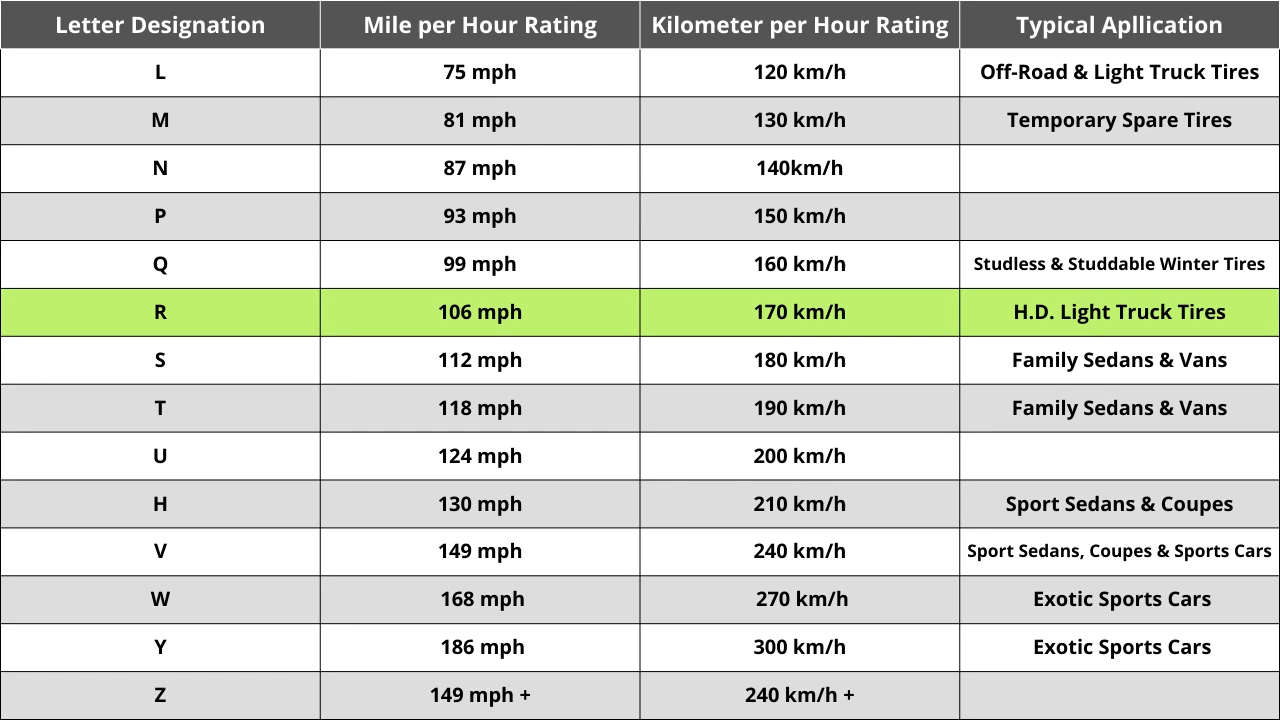 Letter Designation Mile per Hour Rating Kilometer per Hour Rating Typical Apllication
L 75 mph 120 km/h Off-Road & Light Truck Tires
M 81 mph 130 km/h Temporary Spare Tires
N 87 mph 140km/h
P 93 mph 150 km/h
Q 99 mph 160 km/h Studless & Studdable Winter Tires
R 106 mph 170 km/h H.D. Light Truck Tires
S 112 mph 180 km/h Family Sedans & Vans
T 118 mph 190 km/h Family Sedans & Vans
U 124 mph 200 km/h
H 130 mph 210 km/h Sport Sedans & Coupes
V 149 mph 240 km/h Sport Sedans, Coupes & Sports Cars
W 168 mph 270 km/h Exotic Sports Cars
Y 186 mph 300 km/h Exotic Sports Cars
Z 149 mph + 240 km/h +